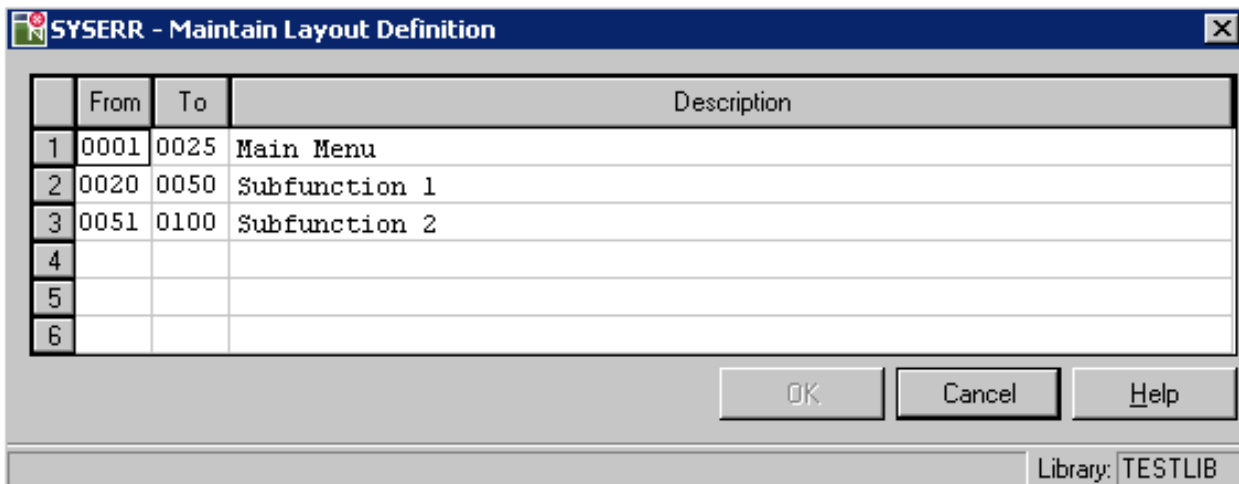 SYSERR - Maintain Layout Definition
From To Description
1 0001 0025 Main Menu
2 0020 0050 Subfunction 1
3 0051 0100 Subfunction 2
4
5
6
OK Cancel Help
Library: TESTLIB